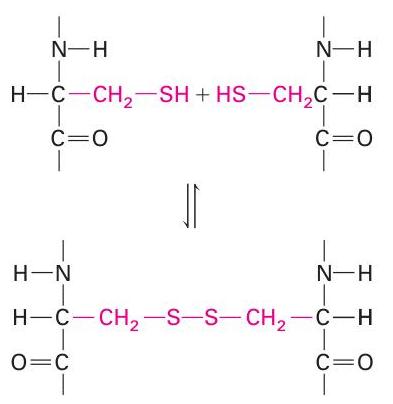 N—H N—H
H—C—CH₂—SH + HS—CH₂C—H
C=O C=O
H—N N—H
H—C—CH₂—S—S—CH₂—C—H
O=C C=O